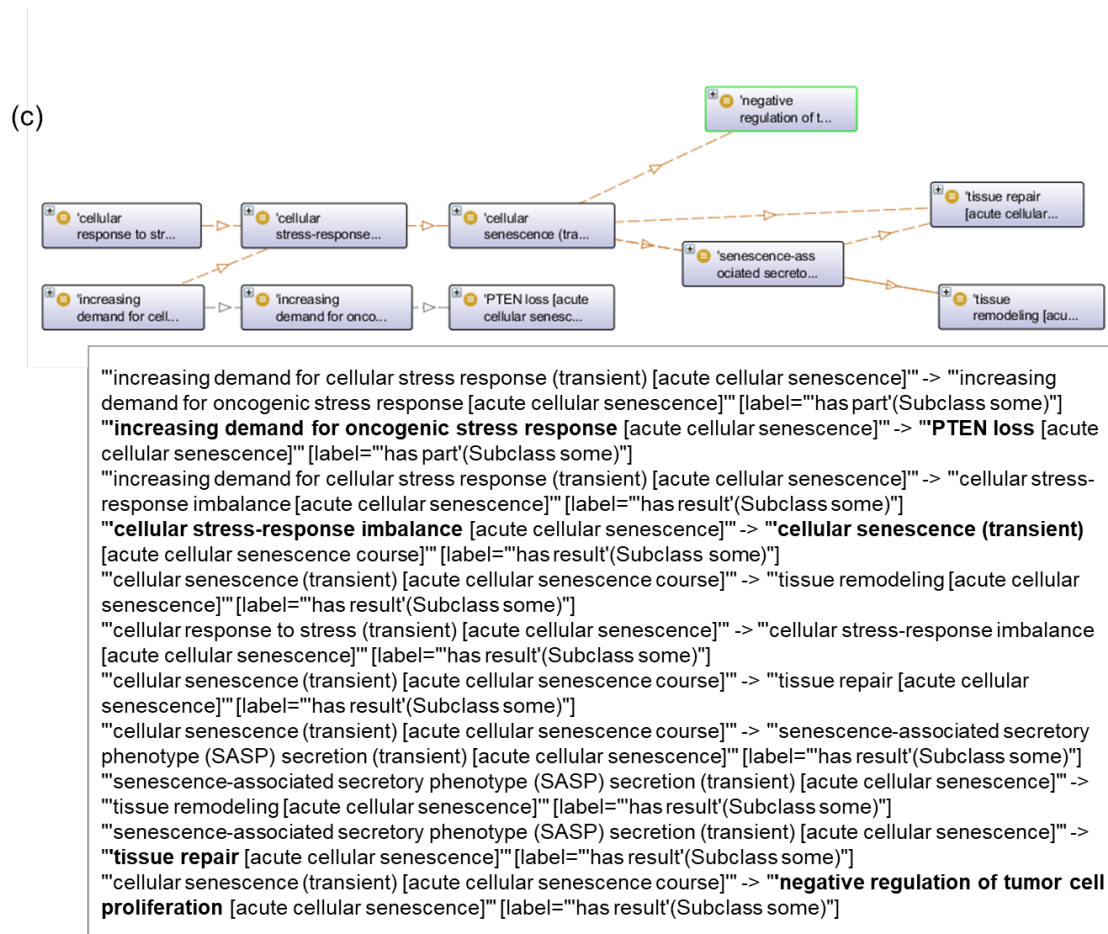 (c)
'negative
regulation of t...
'cellular
response to str...
'cellular
stress-response...
'cellular
senescence (tra...
'tissue repair
[acute cellular...
'senescence-ass
ociated secreto...
'increasing
demand for cell...
'increasing
demand for onco...
'PTEN loss [acute
cellular senesc...
'tissue
remodeling [acu...
"'increasing demand for cellular stress response (transient) [acute cellular senescence]'" -> "'increasing
demand for oncogenic stress response [acute cellular senescence]'" [label="'has part'(Subclass some)"]
"'increasing demand for oncogenic stress response [acute cellular senescence]'" -> "'PTEN loss [acute
cellular senescence]'" [label="'has part'(Subclass some)"]
"'increasing demand for cellular stress response (transient) [acute cellular senescence]'" -> "'cellular stress-
response imbalance [acute cellular senescence]'" [label="'has result'(Subclass some)"]
"'cellular stress-response imbalance [acute cellular senescence]'" -> "'cellular senescence (transient)
[acute cellular senescence course]'" [label="'has result'(Subclass some)"]
"'cellular senescence (transient) [acute cellular senescence course]'" -> "'tissue remodeling [acute cellular
senescence]'" [label="'has result'(Subclass some)"]
"'cellular response to stress (transient) [acute cellular senescence]'" -> "'cellular stress-response imbalance
[acute cellular senescence]'" [label="'has result'(Subclass some)"]
"'cellular senescence (transient) [acute cellular senescence course]'" -> "'tissue repair [acute cellular
senescence]'" [label="'has result'(Subclass some)"]
"'cellular senescence (transient) [acute cellular senescence course]'" -> "'senescence-associated secretory
phenotype (SASP) secretion (transient) [acute cellular senescence]'" [label="'has result'(Subclass some)"]
"'senescence-associated secretory phenotype (SASP) secretion (transient) [acute cellular senescence]'" ->
"'tissue remodeling [acute cellular senescence]'" [label="'has result'(Subclass some)"]
"'senescence-associated secretory phenotype (SASP) secretion (transient) [acute cellular senescence]'" ->
"'tissue repair [acute cellular senescence]'" [label="'has result'(Subclass some)"]
"'cellular senescence (transient) [acute cellular senescence course]'" -> "'negative regulation of tumor cell
proliferation [acute cellular senescence]'" [label="'has result'(Subclass some)"]